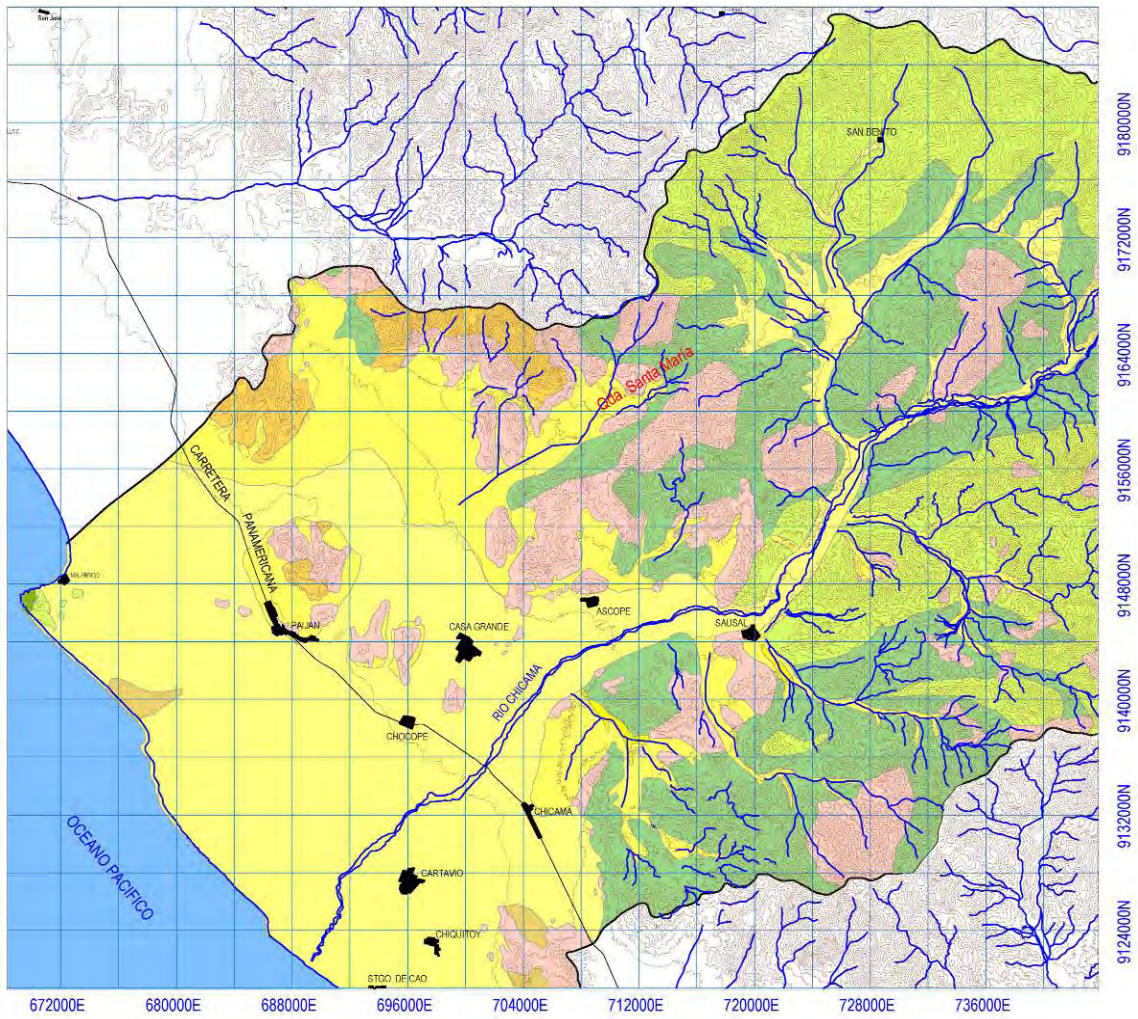 San José
SAN BENITO
9180000N
9172000N
Qda. Santa María
9164000N
CARRETERA
PANAMERICANA
9156000N
MALABRIGO
9148000N
ASCOPE
PAIJAN
CASA GRANDE
SAUSAL
RIO CHICAMA
9140000N
CHOCOPE
CHICAMA
9132000N
OCEANO PACIFICO
CARTAVIO
CHIQUITOY
9124000N
STGO. DE CAO
672000E 680000E 688000E 696000E 704000E 712000E 720000E 728000E 736000E